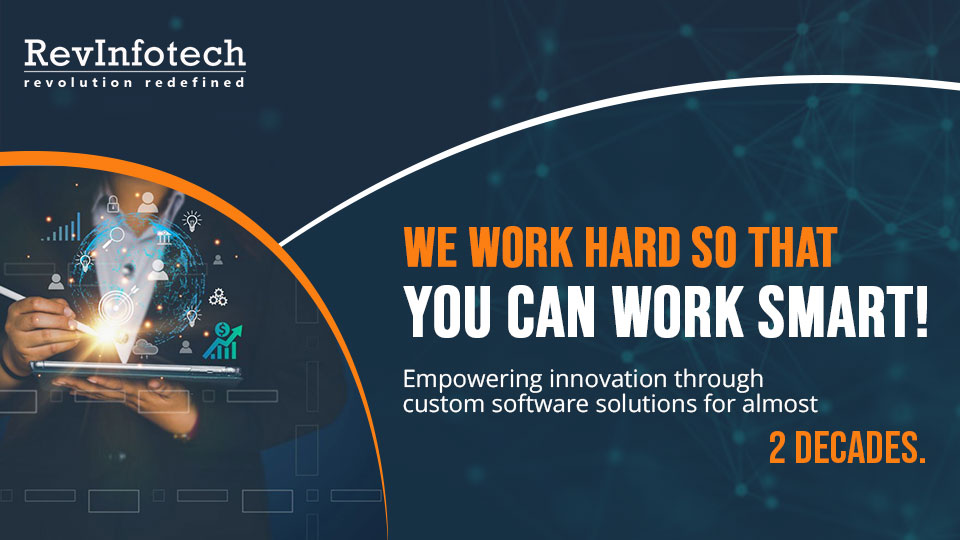 RevInfotech
revolution redefined
WE WORK HARD SO THAT
YOU CAN WORK SMART!
Empowering innovation through
custom software solutions for almost
2 DECADES.